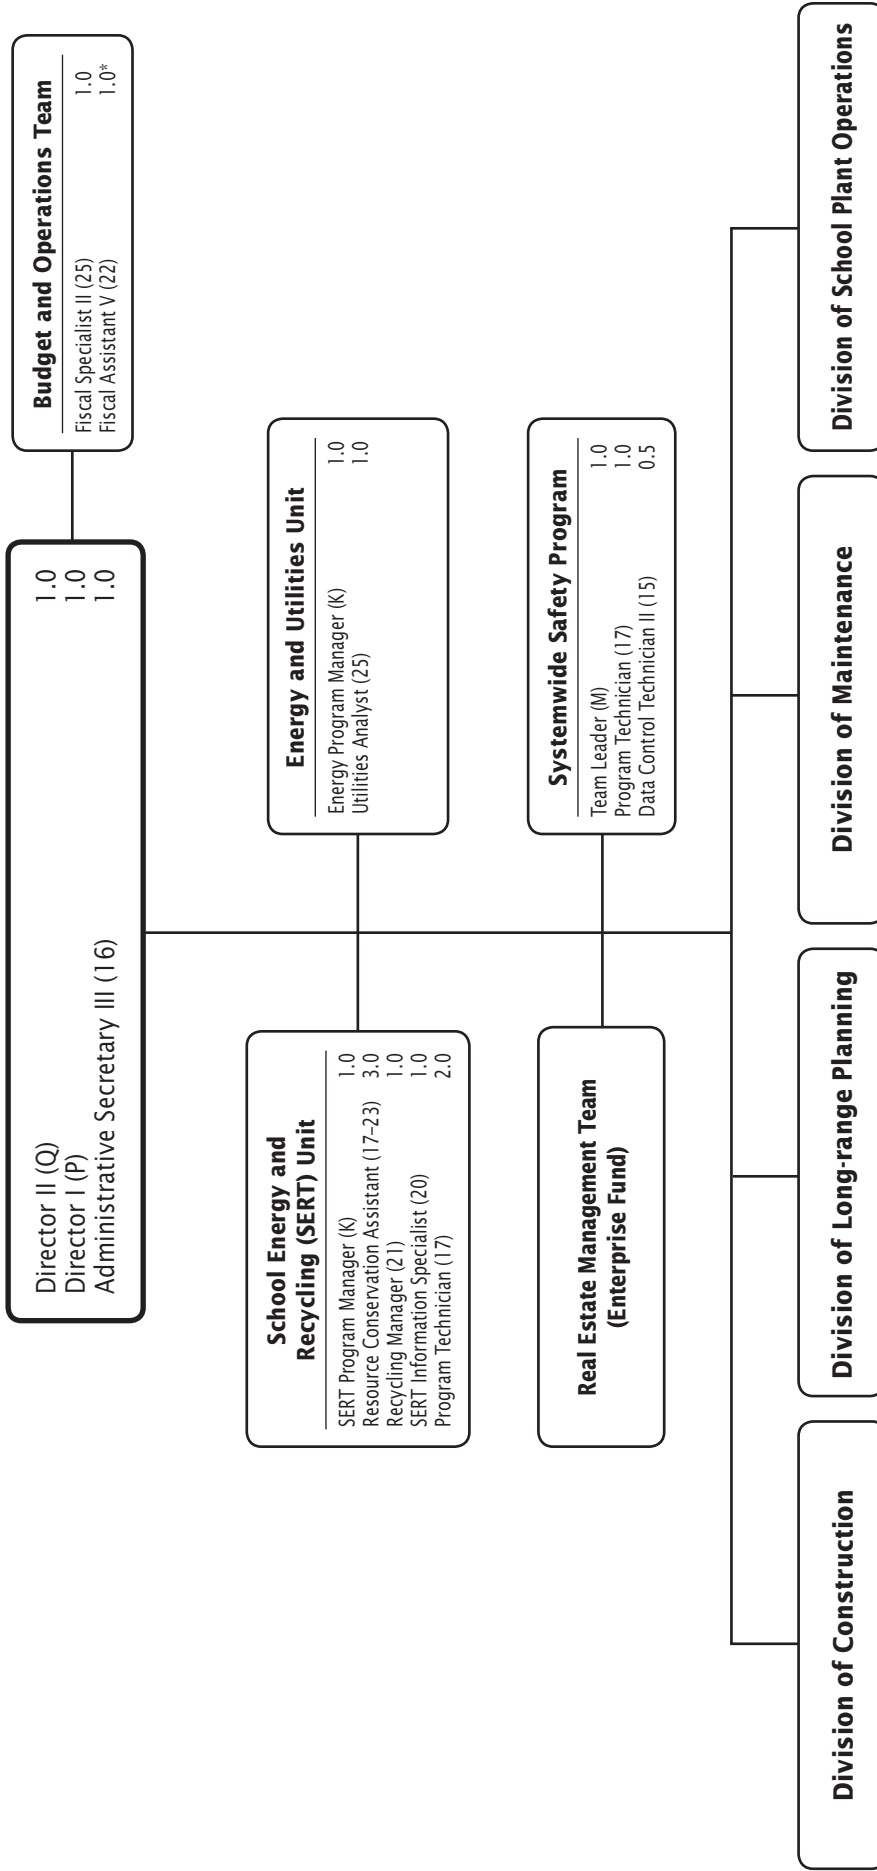 Director II (Q) 1.0
Director I (P) 1.0
Administrative Secretary III (16) 1.0
Budget and Operations Team
Fiscal Specialist II (25) 1.0
Fiscal Assistant V (22) 1.0*
School Energy and
Recycling (SERT) Unit
SERT Program Manager (K) 1.0
Resource Conservation Assistant (17–23) 3.0
Recycling Manager (21) 1.0
SERT Information Specialist (20) 1.0
Program Technician (17) 2.0
Energy and Utilities Unit
Energy Program Manager (K) 1.0
Utilities Analyst (25) 1.0
Real Estate Management Team
(Enterprise Fund)
Systemwide Safety Program
Team Leader (M) 1.0
Program Technician (17) 1.0
Data Control Technician II (15) 0.5
Division of Construction
Division of Long-range Planning
Division of Maintenance
Division of School Plant Operations